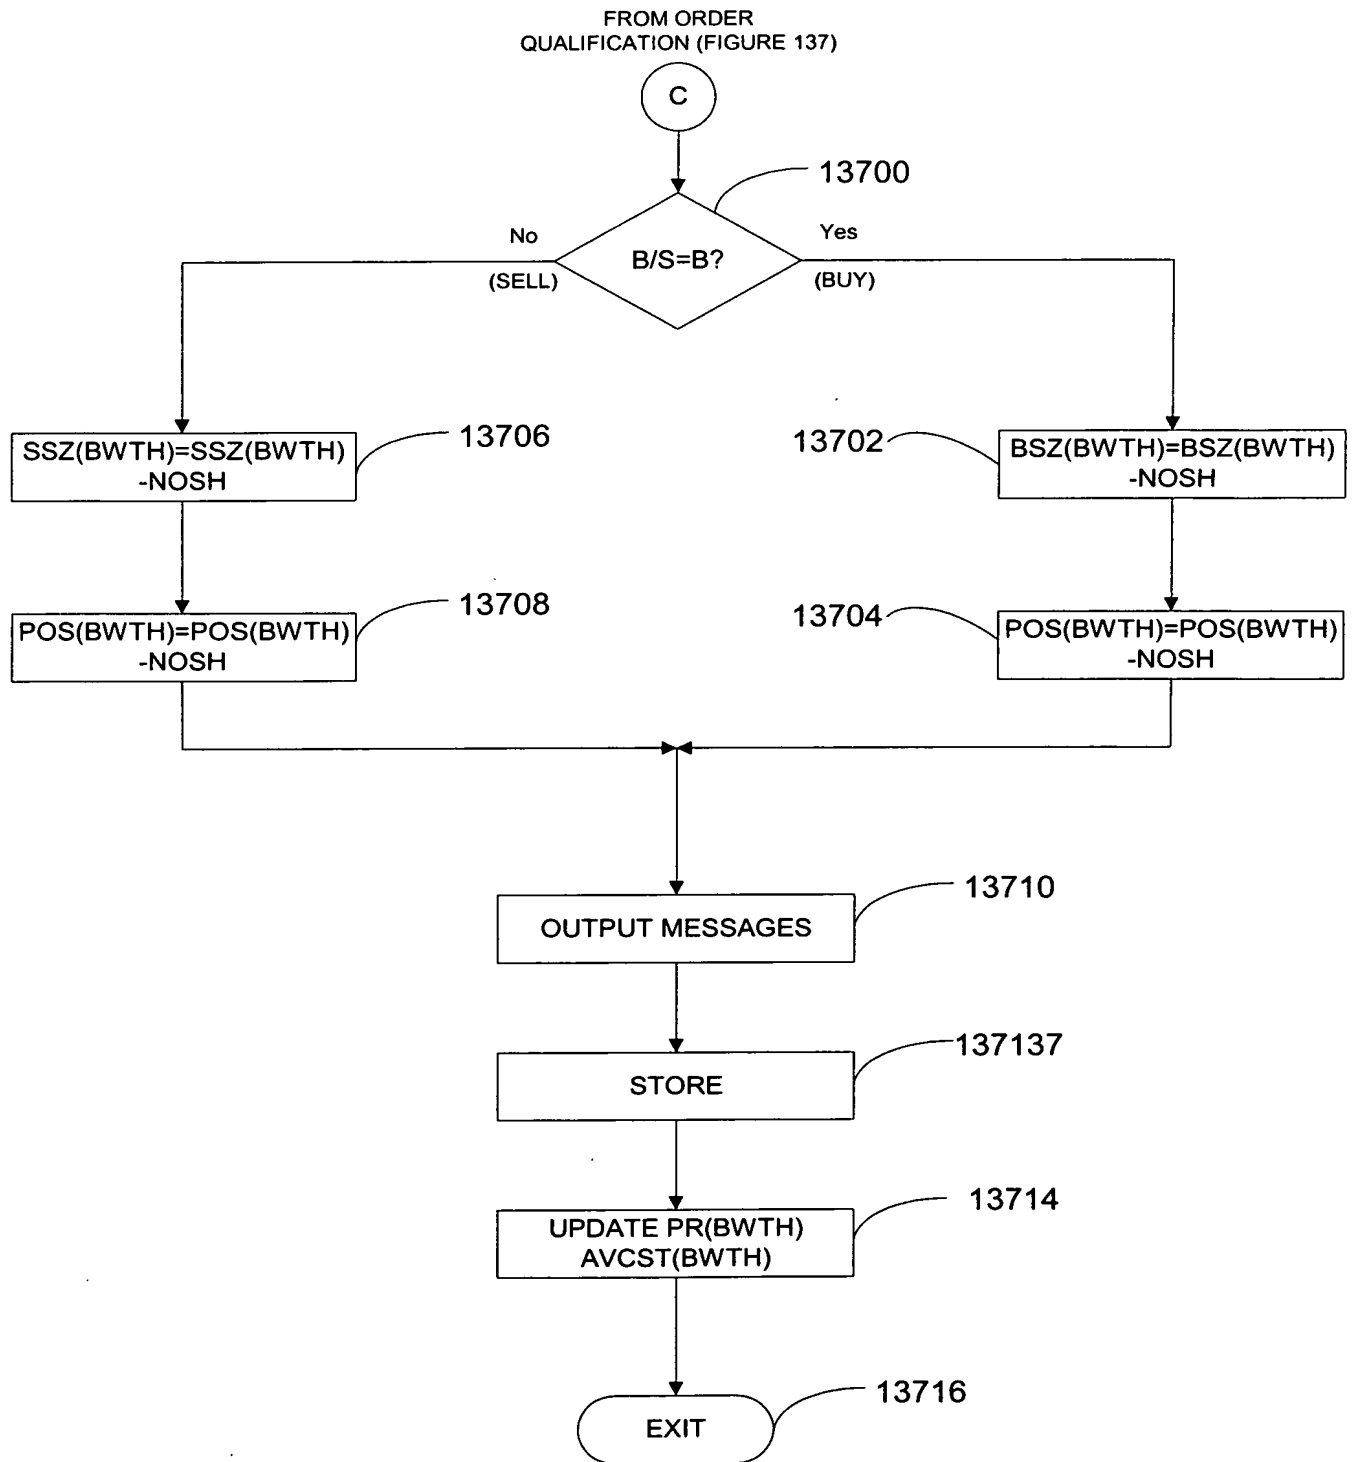 FROM ORDER
QUALIFICATION (FIGURE 137)
C
13700
No
Yes
B/S=B?
(SELL)
(BUY)
13706
13702
SSZ(BWTH)=SSZ(BWTH)
-NOSH
BSZ(BWTH)=BSZ(BWTH)
-NOSH
13708
13704
POS(BWTH)=POS(BWTH)
-NOSH
POS(BWTH)=POS(BWTH)
-NOSH
13710
OUTPUT MESSAGES
137137
STORE
13714
UPDATE PR(BWTH)
AVCST(BWTH)
13716
EXIT